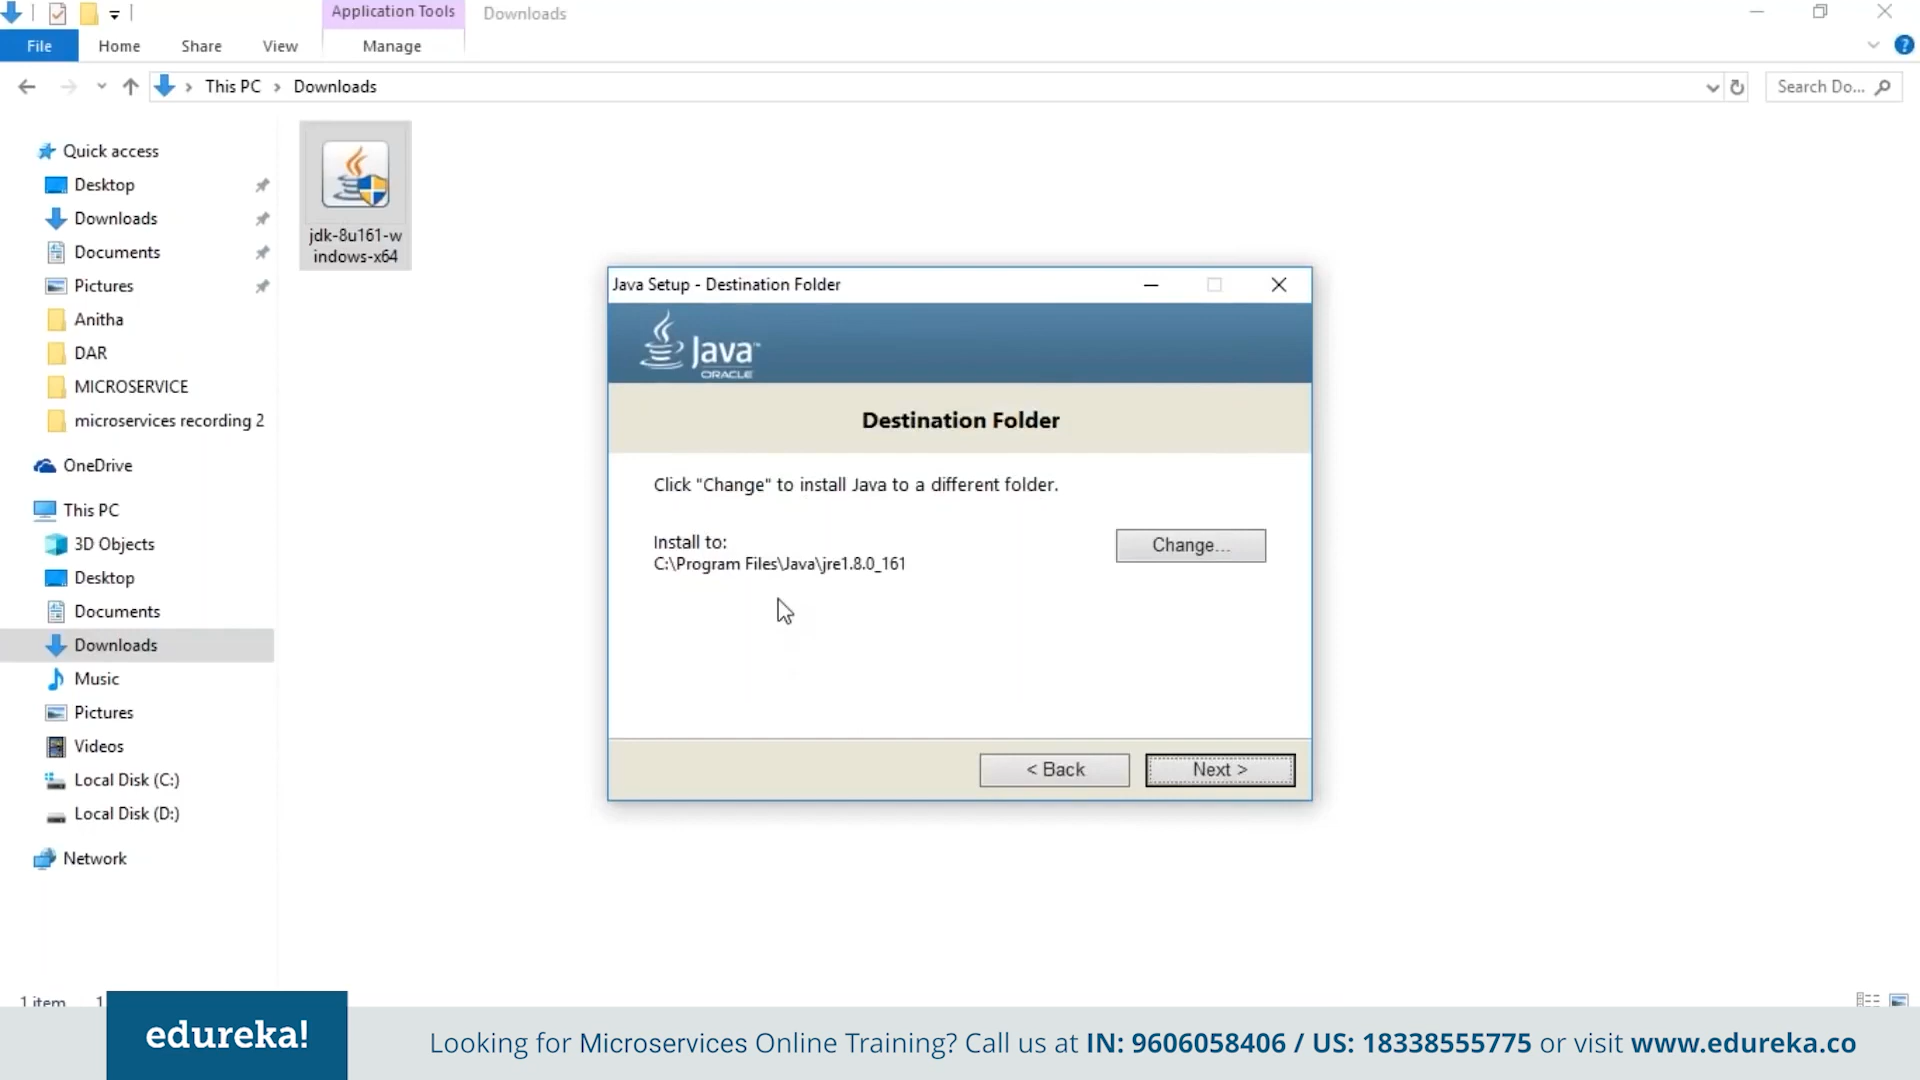 Application Tools
Downloads
File
Home
Share
View
Manage
This PC
Downloads
Search Do...
Quick access
Desktop
Downloads
Documents
Pictures
Anitha
DAR
MICROSERVICE
microservices recording 2
OneDrive
This PC
3D Objects
Desktop
Documents
Downloads
Music
Pictures
Videos
Local Disk (C:)
Local Disk (D:)
Network
jdk-8u161-w
indows-x64
Java Setup - Destination Folder
Java™
ORACLE
Destination Folder
Click "Change" to install Java to a different folder.
Install to:
C:\Program Files\Java\jre1.8.0_161
Change...
< Back
Next >
1 item
1
edureka!
Looking for Microservices Online Training? Call us at IN: 9606058406 / US: 18338555775 or visit www.edureka.co